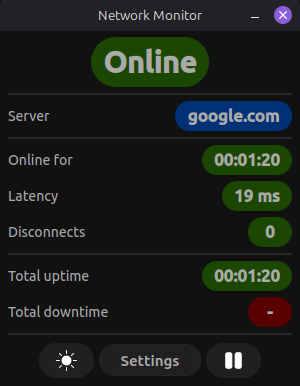 Network Monitor
Online
Server google.com
Online for 00:01:20
Latency 19 ms
Disconnects 0
Total uptime 00:01:20
Total downtime -
Settings